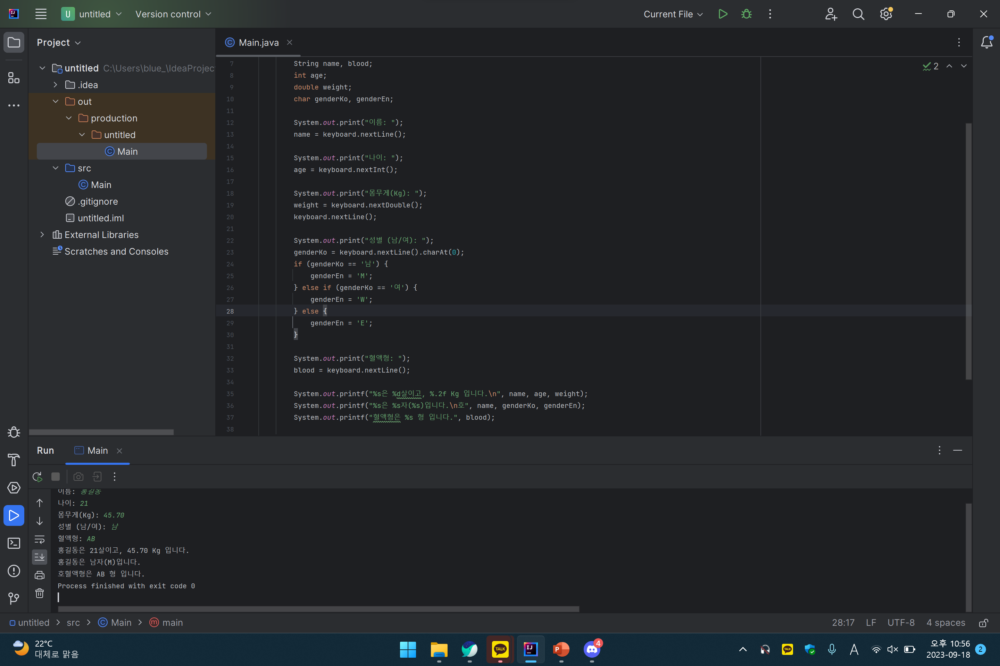 U untitled Version control
Current File
Project
untitled C:\Users\blue_\IdeaProjec
.idea
out
production
untitled
Main
src
Main
.gitignore
untitled.iml
External Libraries
Scratches and Consoles
Main.java
2
7 String name, blood;
8 int age;
9 double weight;
10 char genderKo, genderEn;
11
12 System.out.print("이름: ");
13 name = keyboard.nextLine();
14
15 System.out.print("나이: ");
16 age = keyboard.nextInt();
17
18 System.out.print("몸무게(Kg): ");
19 weight = keyboard.nextDouble();
20 keyboard.nextLine();
21
22 System.out.print("성별 (남/여): ");
23 genderKo = keyboard.nextLine().charAt(0);
24 if (genderKo == '남') {
25 genderEn = 'M';
26 } else if (genderKo == '여') {
27 genderEn = 'W';
28 } else {
29 genderEn = 'E';
30 }
31
32 System.out.print("혈액형: ");
33 blood = keyboard.nextLine();
34
35 System.out.printf("%s은 %d살이고, %.2f Kg 입니다.\n", name, age, weight);
36 System.out.printf("%s은 %s자(%s)입니다.\n호", name, genderKo, genderEn);
37 System.out.printf("혈액형은 %s 형 입니다.", blood);
38
Run Main
이름: 홍길동
나이: 21
몸무게(Kg): 45.70
성별 (남/여): 남
혈액형: AB
홍길동은 21살이고, 45.70 Kg 입니다.
홍길동은 남자(M)입니다.
호혈액형은 AB 형 입니다.
Process finished with exit code 0
untitled > src > Main > main
28:17 LF UTF-8 4 spaces
22°C
대체로 맑음
TALK
IJ
P
4
TALK
A
오후 10:56
2023-09-18
2